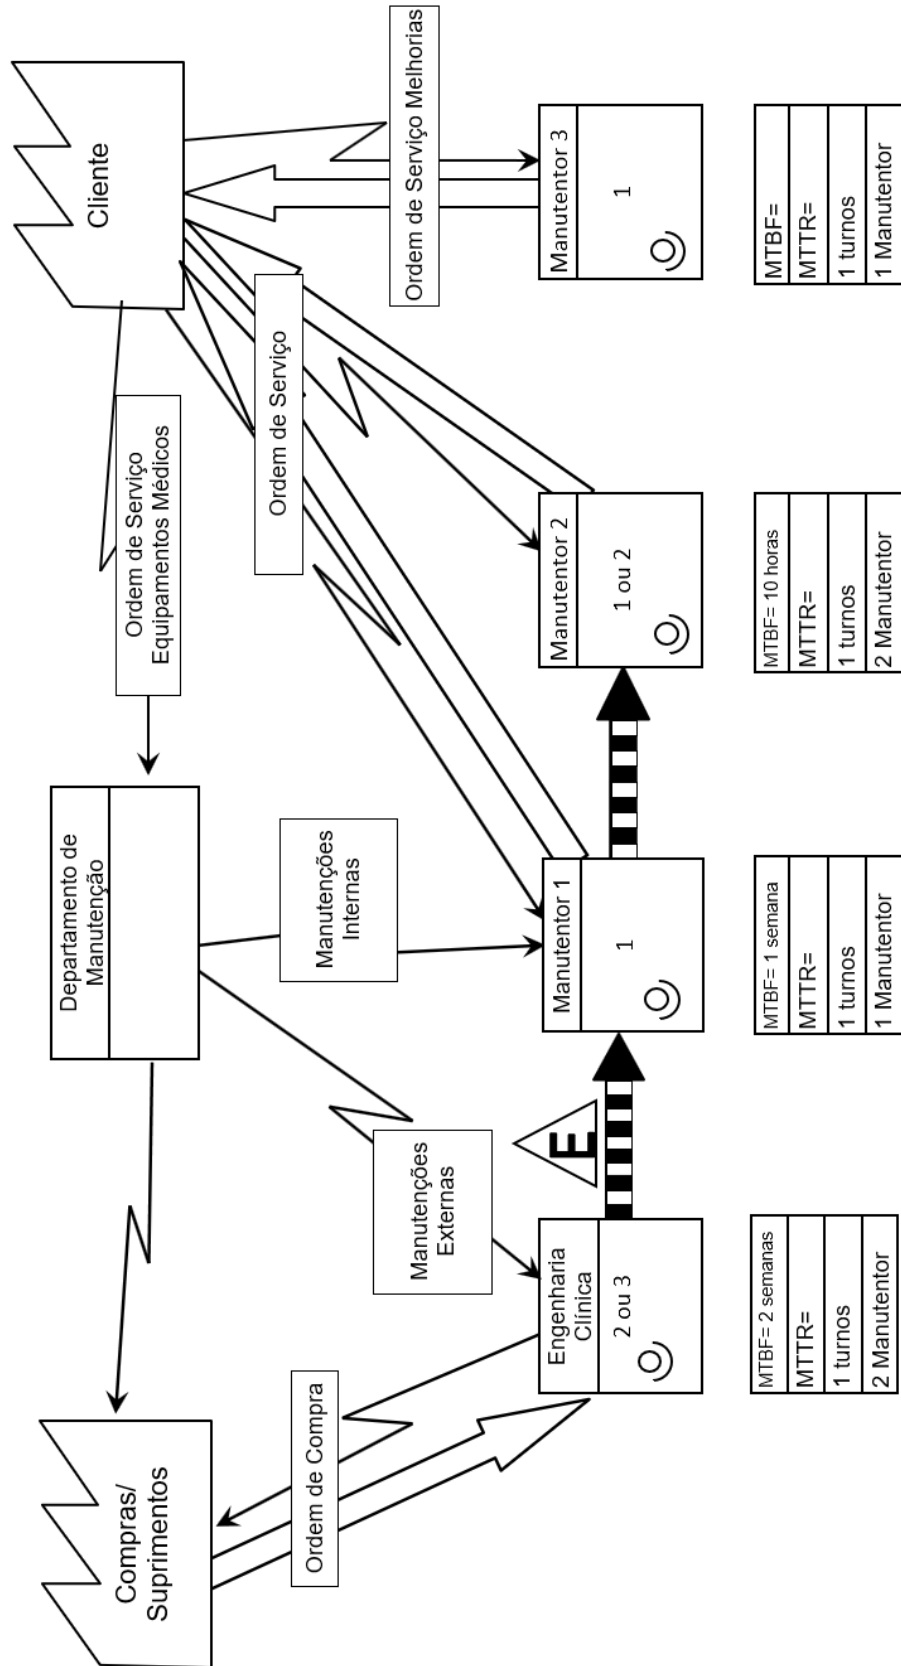 Compras/
Suprimentos
Departamento de
Manutenção
Ordem de Serviço
Equipamentos Médicos
Cliente
Ordem de Compra
Manutenções
Externas
Manutenções
Internas
Ordem de Serviço
Ordem de Serviço Melhorias
Engenharia
Clínica
2 ou 3
E
Manutentor 1
1
Manutentor 2
1 ou 2
Manutentor 3
1
MTBF= 2 semanas
MTTR=
1 turnos
2 Manutentor
MTBF= 1 semana
MTTR=
1 turnos
1 Manutentor
MTBF= 10 horas
MTTR=
1 turnos
2 Manutentor
MTBF=
MTTR=
1 turnos
1 Manutentor